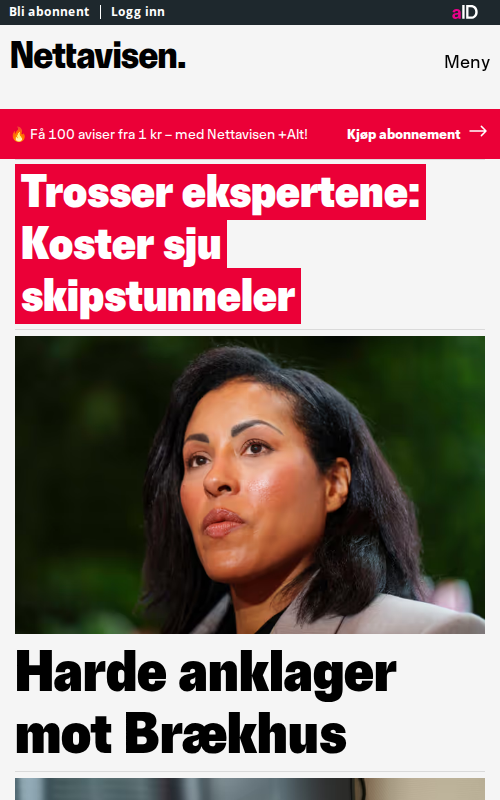 Bli abonnent | Logg inn
aID
Nettavisen.
Meny
🔥 Få 100 aviser fra 1 kr – med Nettavisen +Alt!
Kjøp abonnement →
Trosser ekspertene:
Koster sju
skipstunneler
Harde anklager
mot Brækhus